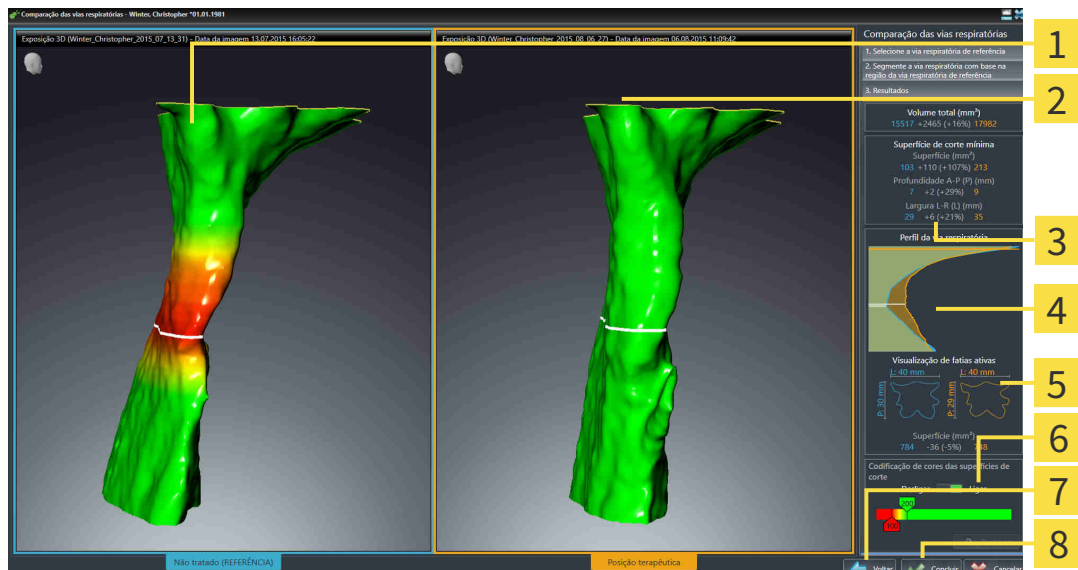 Comparação das vias respiratórias - Winter, Christopher *01.01.1981
Exposição 3D (Winter_Christopher_2015_07_13_31) - Data da imagem 13.07.2015 16:05:22
Exposição 3D (Winter_Christopher_2015_08_06_27) - Data da imagem 06.08.2015 11:09:42
Comparação das vias respiratórias
1. Selecione a via respiratória de referência
2. Segmente a via respiratória com base na
região da via respiratória de referência
3. Resultados
Volume total (mm³)
15517 +2465 (+16%) 17982
Superfície de corte mínima
Superfície (mm²)
103 +110 (+107%) 213
Profundidade A-P (P) (mm)
7 +2 (+29%) 9
Largura L-R (L) (mm)
29 +6 (+21%) 35
Perfil da via respiratória
Visualização de fatias ativas
L: 40 mm L: 40 mm
P: 30 mm P: 29 mm
Superfície (mm²)
784 -36 (-5%) 748
Codificação de cores das superfícies de
corte
Desligar Ligar
200
100
Não tratado (REFERÊNCIA)
Posição terapêutica
Voltar Concluir Cancelar
1
2
3
4
5
6
7
8